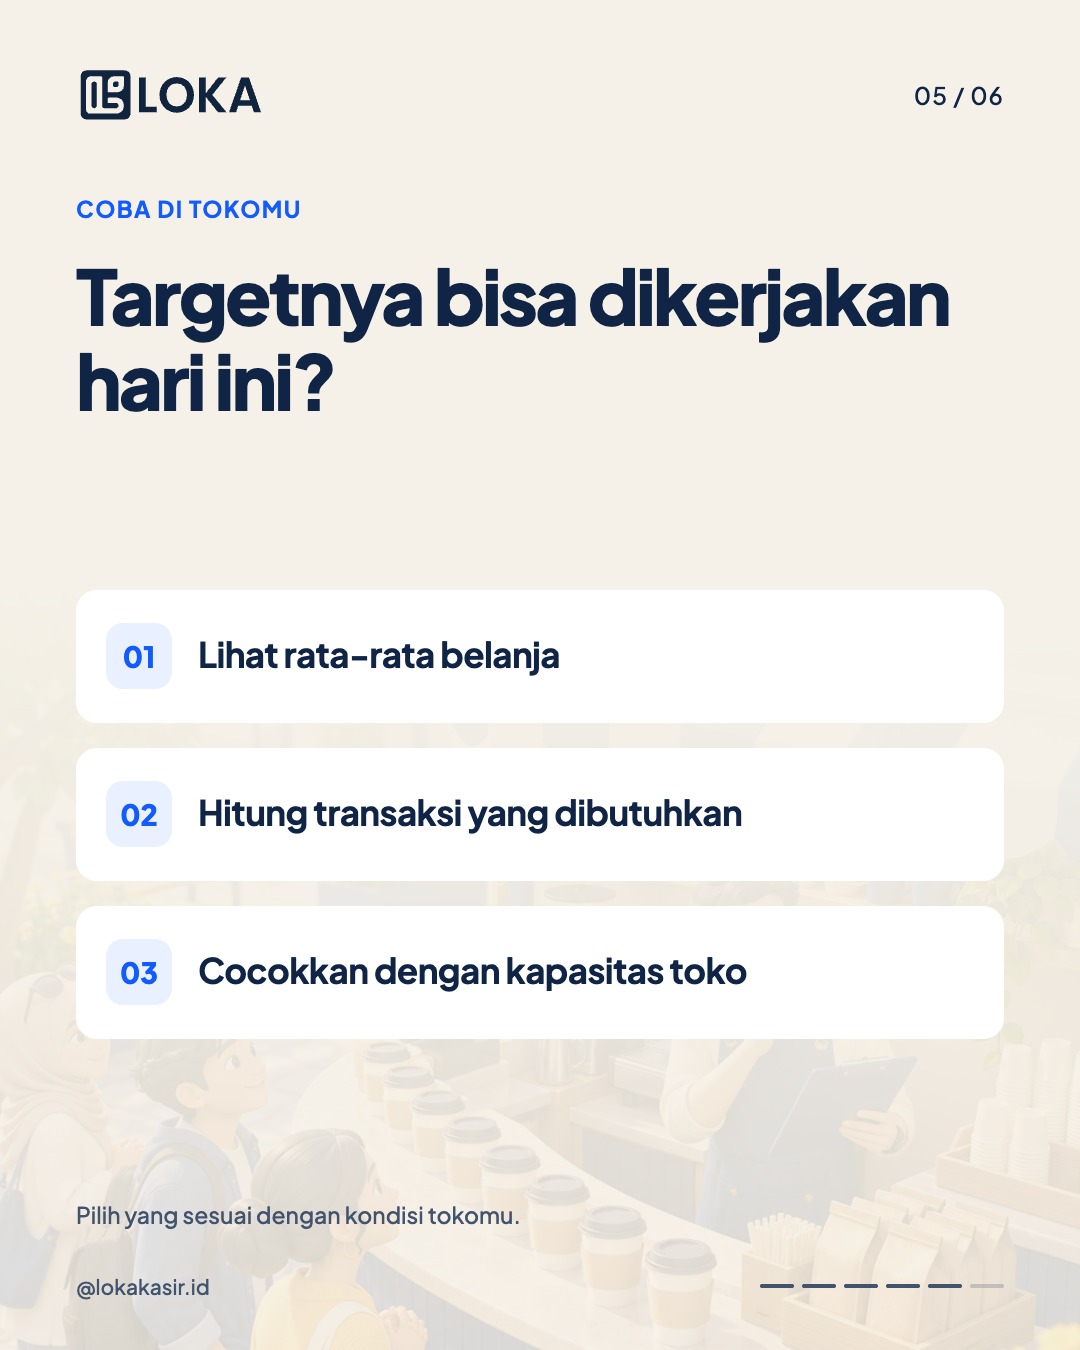 LOKA
05 / 06
COBA DI TOKOMU
Targetnya bisa dikerjakan
hari ini?
01 Lihat rata-rata belanja
02 Hitung transaksi yang dibutuhkan
03 Cocokkan dengan kapasitas toko
Pilih yang sesuai dengan kondisi tokomu.
@lokakasir.id